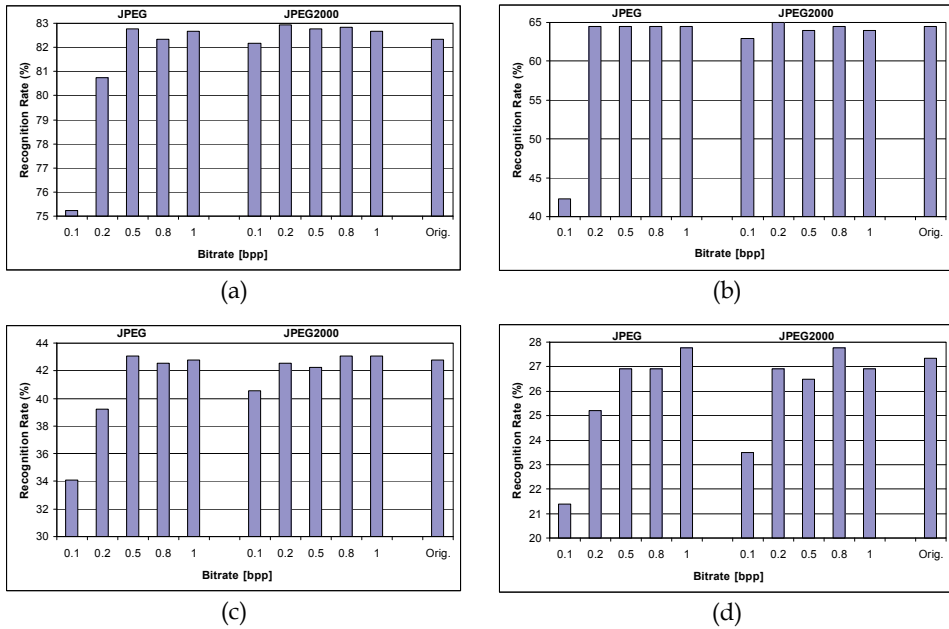 JPEG JPEG2000
Recognition Rate (%)
83
82
81
80
79
78
77
76
75
0.1 0.2 0.5 0.8 1 0.1 0.2 0.5 0.8 1 Orig.
Bitrate [bpp]
(a)
JPEG JPEG2000
Recognition Rate (%)
65
60
55
50
45
40
0.1 0.2 0.5 0.8 1 0.1 0.2 0.5 0.8 1 Orig.
Bitrate [bpp]
(b)
JPEG JPEG2000
Recognition Rate (%)
44
42
40
38
36
34
32
30
0.1 0.2 0.5 0.8 1 0.1 0.2 0.5 0.8 1 Orig.
Bitrate [bpp]
(c)
JPEG JPEG2000
Recognition Rate (%)
28
27
26
25
24
23
22
21
20
0.1 0.2 0.5 0.8 1 0.1 0.2 0.5 0.8 1 Orig.
Bitrate [bpp]
(d)